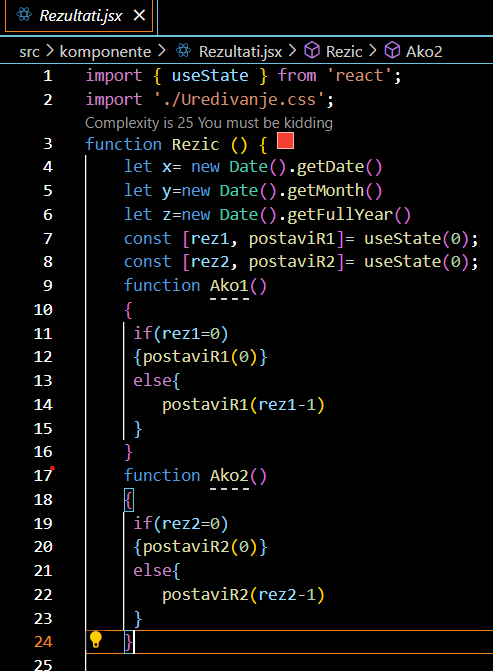 Rezultati.jsx ×
src > komponente > Rezultati.jsx > Rezic > Ako2
1 import { useState } from 'react';
2 import './Uredivanje.css';
Complexity is 25 You must be kidding
3 function Rezic () {
4 let x= new Date().getDate()
5 let y=new Date().getMonth()
6 let z=new Date().getFullYear()
7 const [rez1, postaviR1]= useState(0);
8 const [rez2, postaviR2]= useState(0);
9 function Ako1()
10 {
11 if(rez1=0)
12 {postaviR1(0)}
13 else{
14 postaviR1(rez1-1)
15 }
16 }
17 function Ako2()
18 {
19 if(rez2=0)
20 {postaviR2(0)}
21 else{
22 postaviR2(rez2-1)
23 }
24 }
25